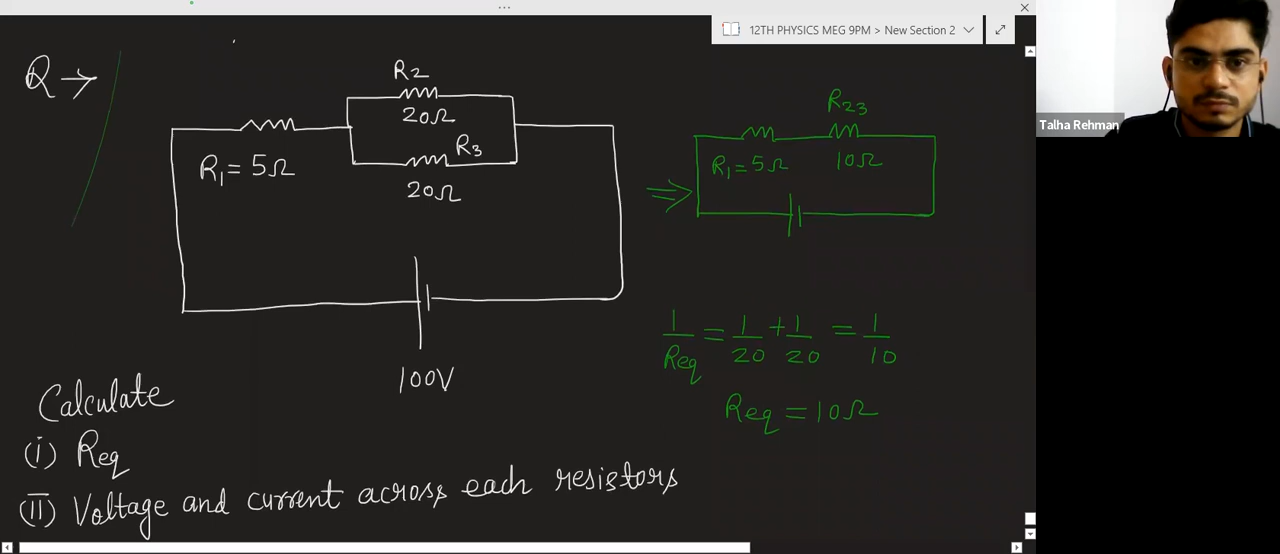 12TH PHYSICS MEG 9PM > New Section 2
Talha Rehman
Q →
R2
20Ω
R3
20Ω
R1 = 5Ω
100V
⇒
R23
R1 = 5Ω
10Ω
1/Req = 1/20 + 1/20 = 1/10
Req = 10Ω
Calculate
(i) Req
(II) Voltage and current across each resistors